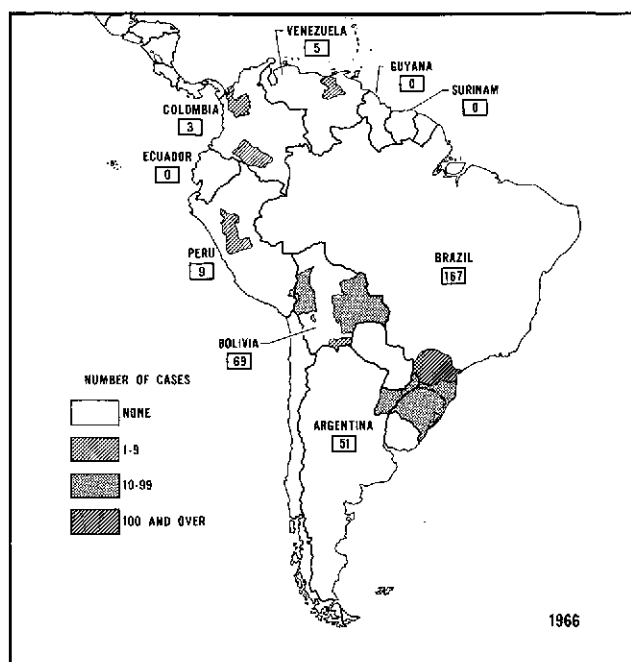 VENEZUELA
5
GUYANA
0
SURINAM
0
COLOMBIA
3
ECUADOR
0
PERU
9
BRAZIL
167
BOLIVIA
69
ARGENTINA
51
NUMBER OF CASES
NONE
1-9
10-99
100 AND OVER
1966